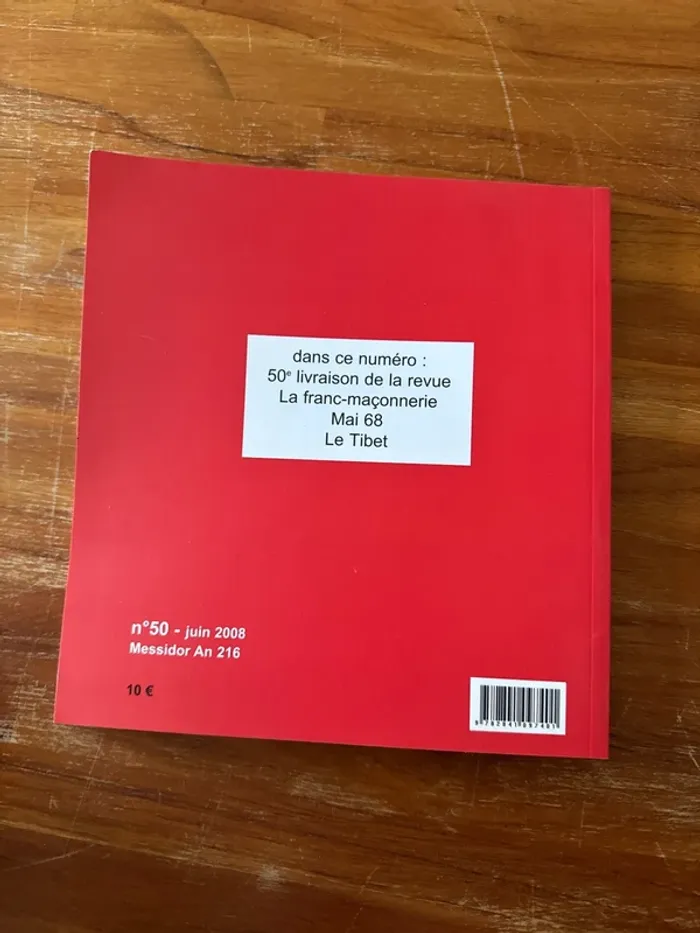 dans ce numéro :
50e livraison de la revue
La franc-maçonnerie
Mai 68
Le Tibet
n°50 - juin 2008
Messidor An 216
10 €